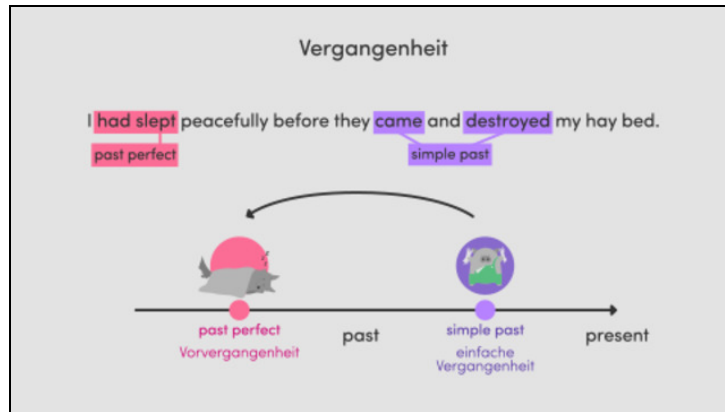 Vergangenheit
I had slept peacefully before they came and destroyed my hay bed.
past perfect
simple past
past perfect
Vorvergangenheit
past
simple past
einfache
Vergangenheit
present